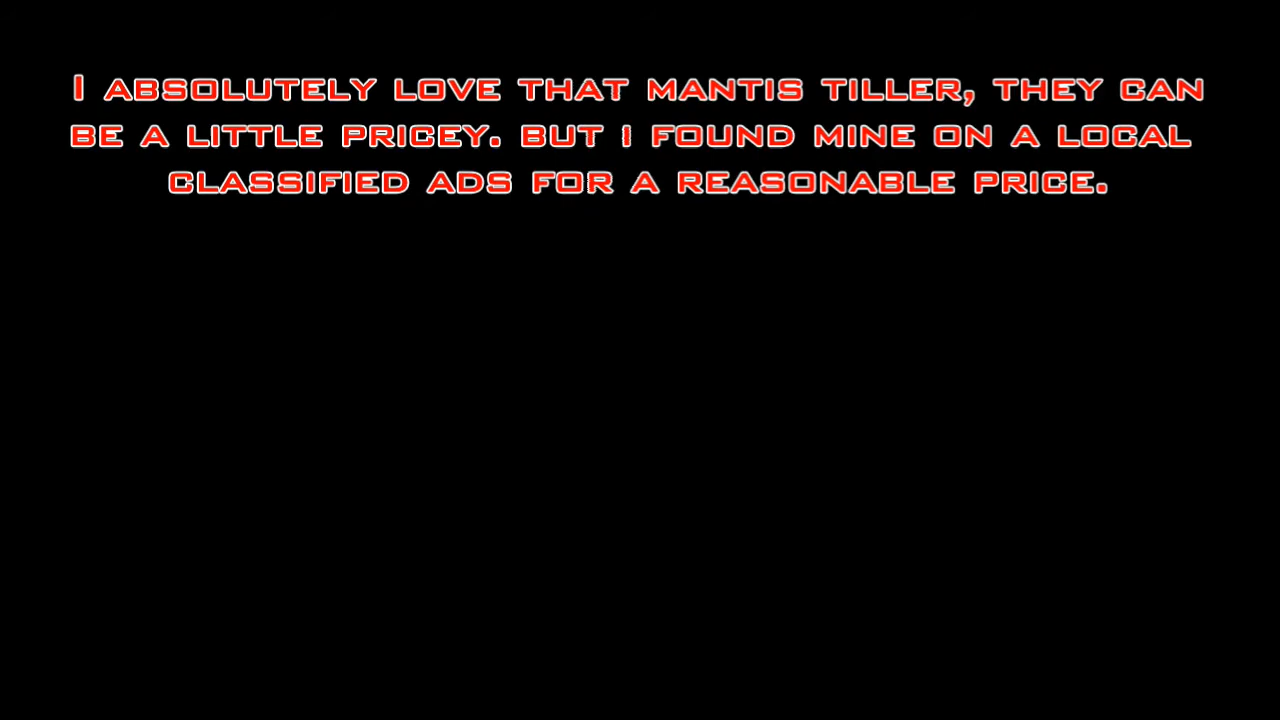 I ABSOLUTELY LOVE THAT MANTIS TILLER, THEY CAN
BE A LITTLE PRICEY. BUT I FOUND MINE ON A LOCAL
CLASSIFIED ADS FOR A REASONABLE PRICE.